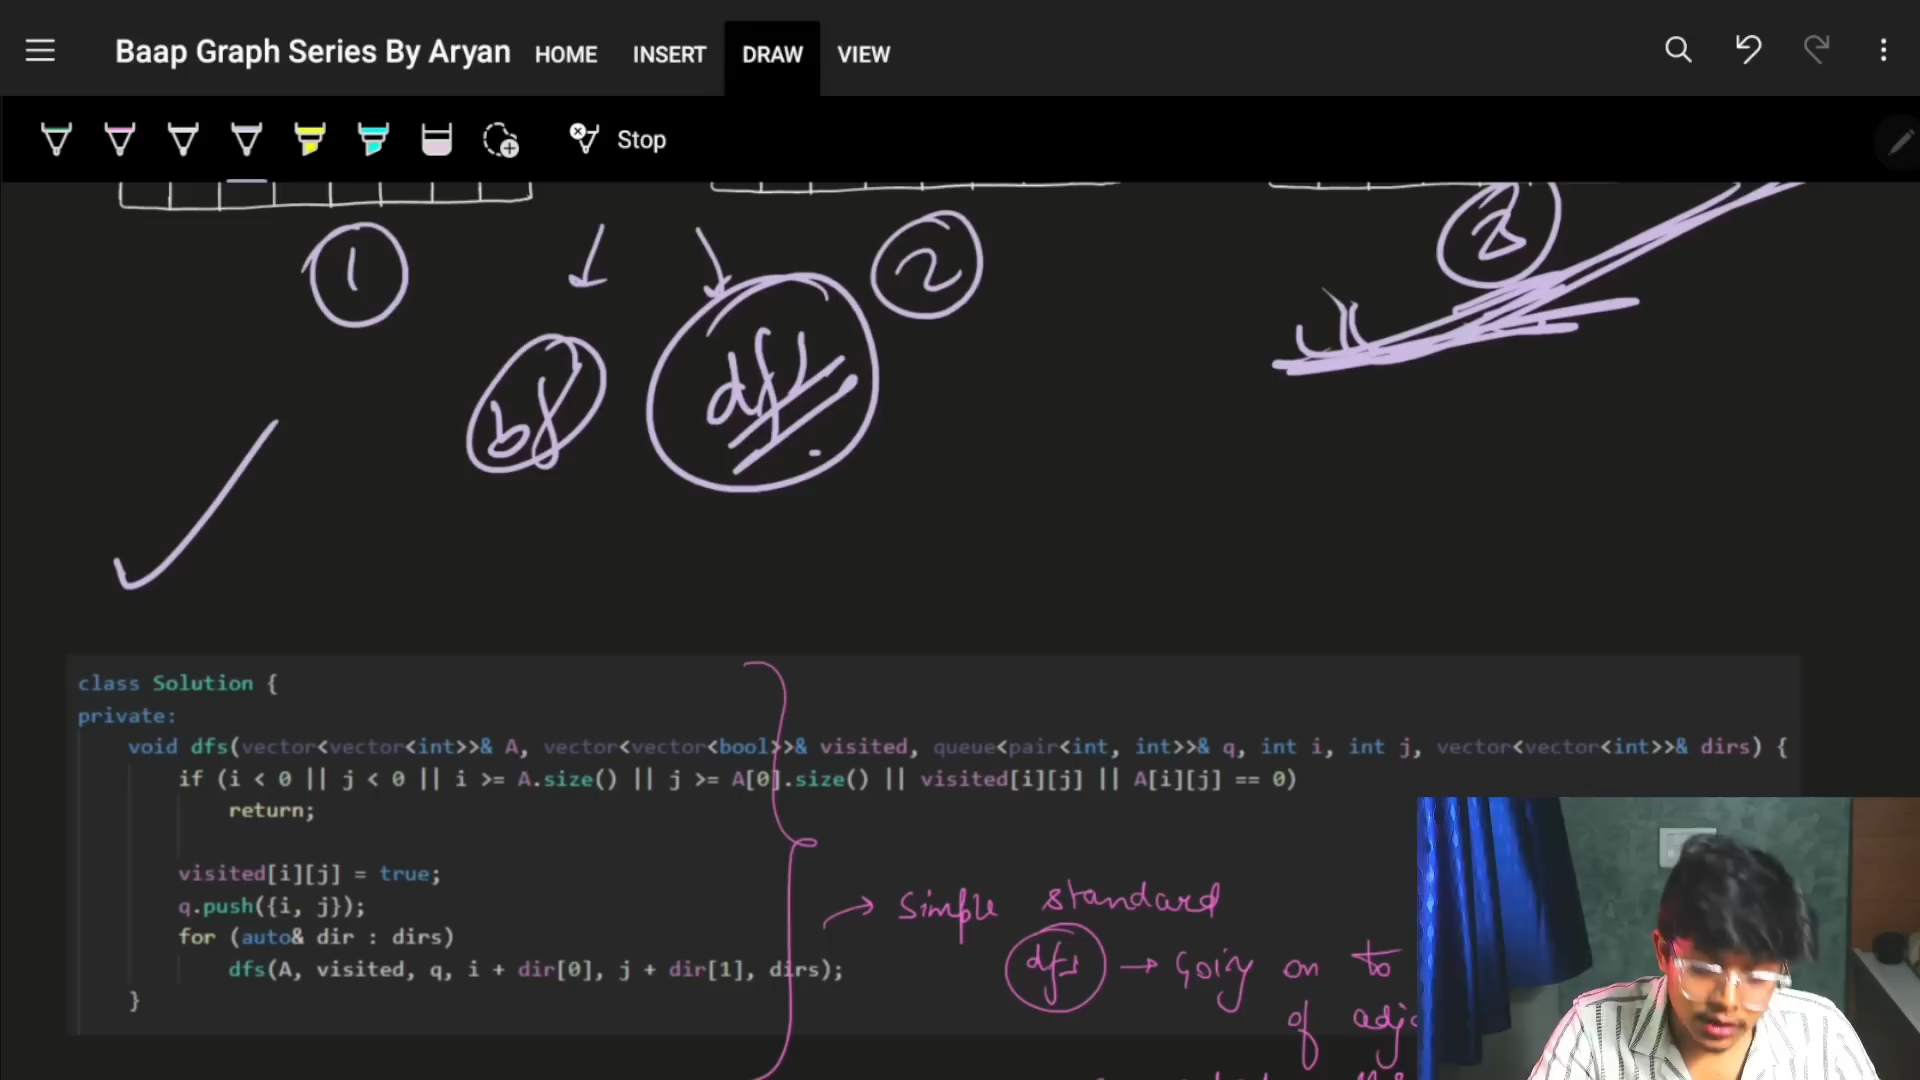 Baap Graph Series By Aryan HOME INSERT DRAW VIEW
Stop
1
2
3
bf
dfs
class Solution {
private:
void dfs(vector<vector<int>>& A, vector<vector<bool>>& visited, queue<pair<int, int>>& q, int i, int j, vector<vector<int>>& dirs) {
if (i < 0 || j < 0 || i >= A.size() || j >= A[0].size() || visited[i][j] || A[i][j] == 0)
return;
visited[i][j] = true;
q.push({i, j});
for (auto& dir : dirs)
dfs(A, visited, q, i + dir[0], j + dir[1], dirs);
}
→ Simple standard
dfs → Going on to
of adj